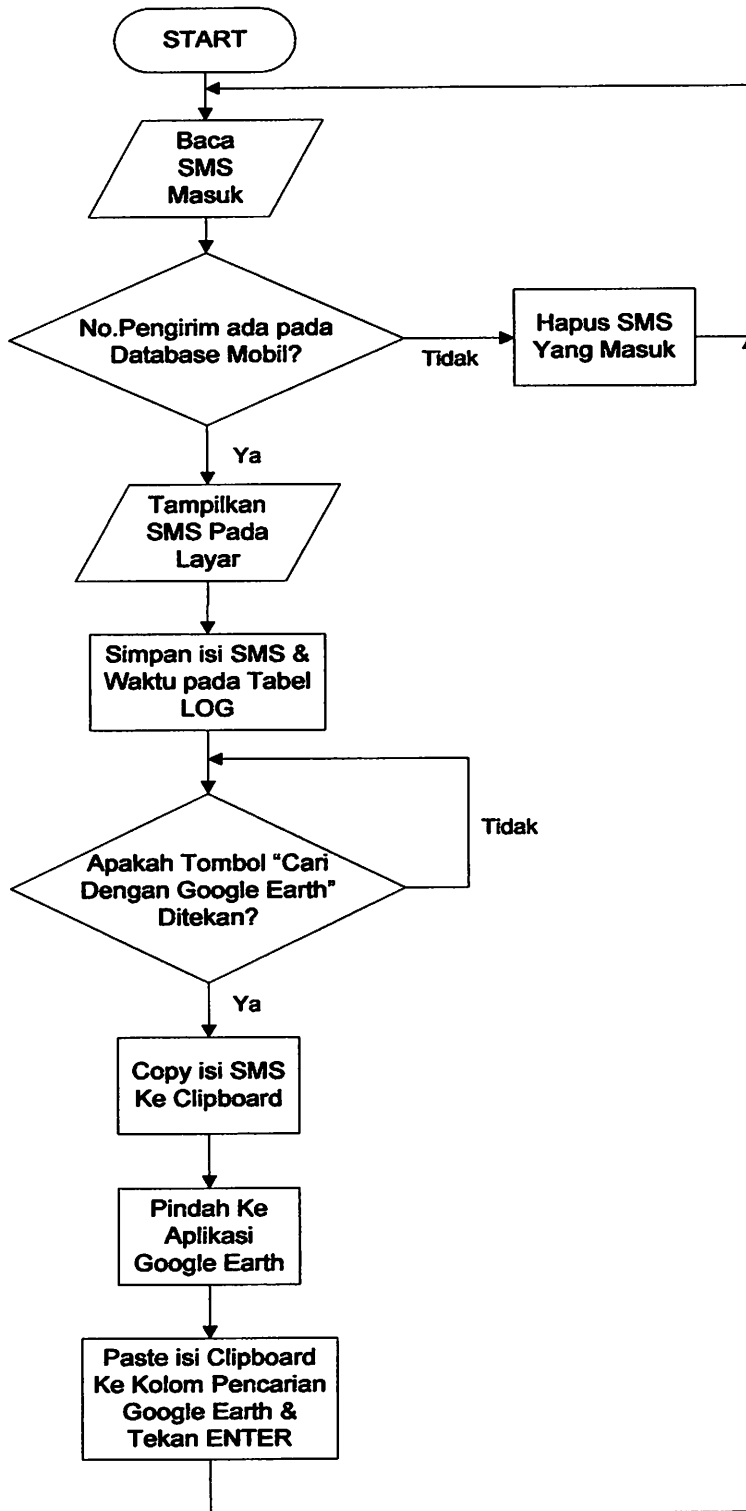 START
Baca
SMS
Masuk
No.Pengirim ada pada
Database Mobil?
Tidak
Hapus SMS
Yang Masuk
Ya
Tampilkan
SMS Pada
Layar
Simpan isi SMS &
Waktu pada Tabel
LOG
Apakah Tombol "Cari
Dengan Google Earth"
Ditekan?
Tidak
Ya
Copy isi SMS
Ke Clipboard
Pindah Ke
Aplikasi
Google Earth
Paste isi Clipboard
Ke Kolom Pencarian
Google Earth &
Tekan ENTER